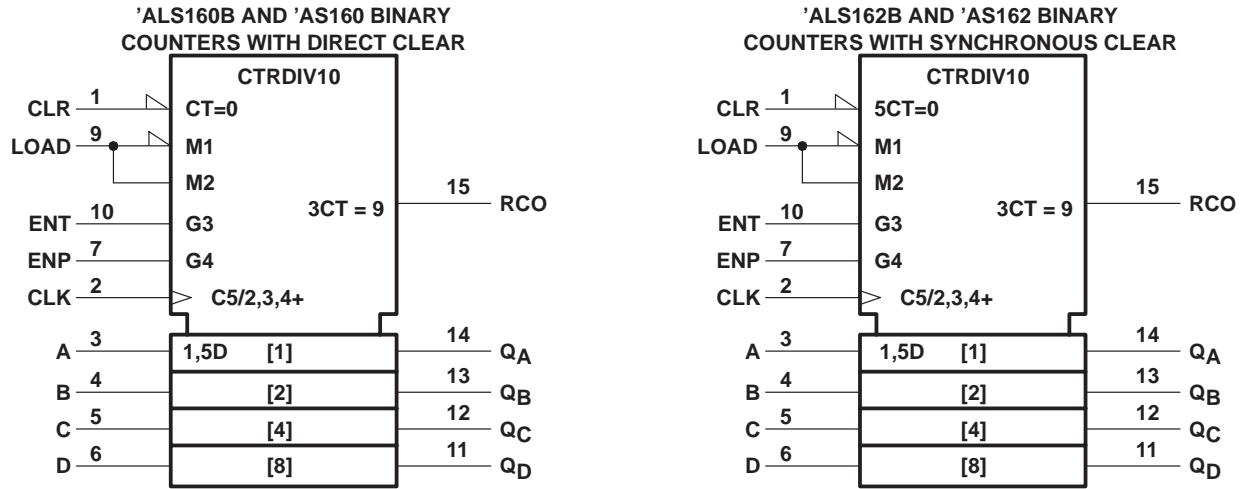 'ALS160B AND 'AS160 BINARY
COUNTERS WITH DIRECT CLEAR
CTRDIV10
CLR 1 CT=0
LOAD 9 M1
M2
3CT = 9 15 RCO
ENT 10 G3
ENP 7 G4
CLK 2 C5/2,3,4+
A 3 1,5D [1] 14 QA
B 4 [2] 13 QB
C 5 [4] 12 QC
D 6 [8] 11 QD
'ALS162B AND 'AS162 BINARY
COUNTERS WITH SYNCHRONOUS CLEAR
CTRDIV10
CLR 1 5CT=0
LOAD 9 M1
M2
3CT = 9 15 RCO
ENT 10 G3
ENP 7 G4
CLK 2 C5/2,3,4+
A 3 1,5D [1] 14 QA
B 4 [2] 13 QB
C 5 [4] 12 QC
D 6 [8] 11 QD